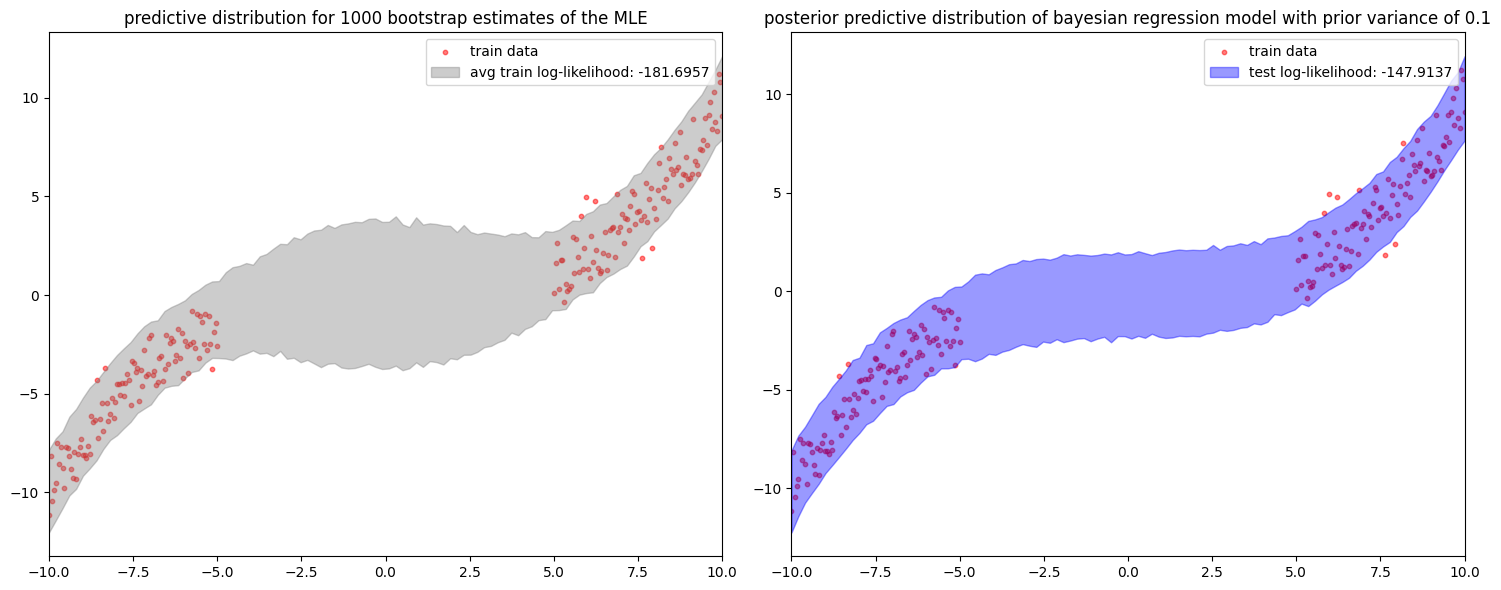 predictive distribution for 1000 bootstrap estimates of the MLE
train data
avg train log-likelihood: -181.6957
10
5
0
−5
−10
−10.0 −7.5 −5.0 −2.5 0.0 2.5 5.0 7.5 10.0
posterior predictive distribution of bayesian regression model with prior variance of 0.1
train data
test log-likelihood: -147.9137
10
5
0
−5
−10
−10.0 −7.5 −5.0 −2.5 0.0 2.5 5.0 7.5 10.0